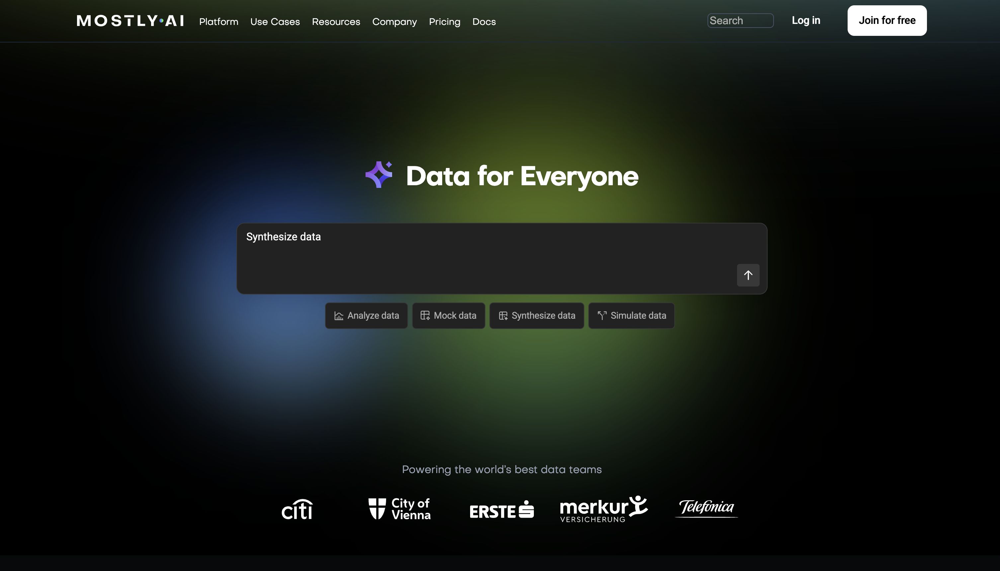 MOSTLY·AI Platform Use Cases Resources Company Pricing Docs Search Log in Join for free
Data for Everyone
Synthesize data
Analyze data Mock data Synthesize data Simulate data
Powering the world’s best data teams
citi
City of
Vienna
ERSTE
merkur
VERSICHERUNG
Telefónica